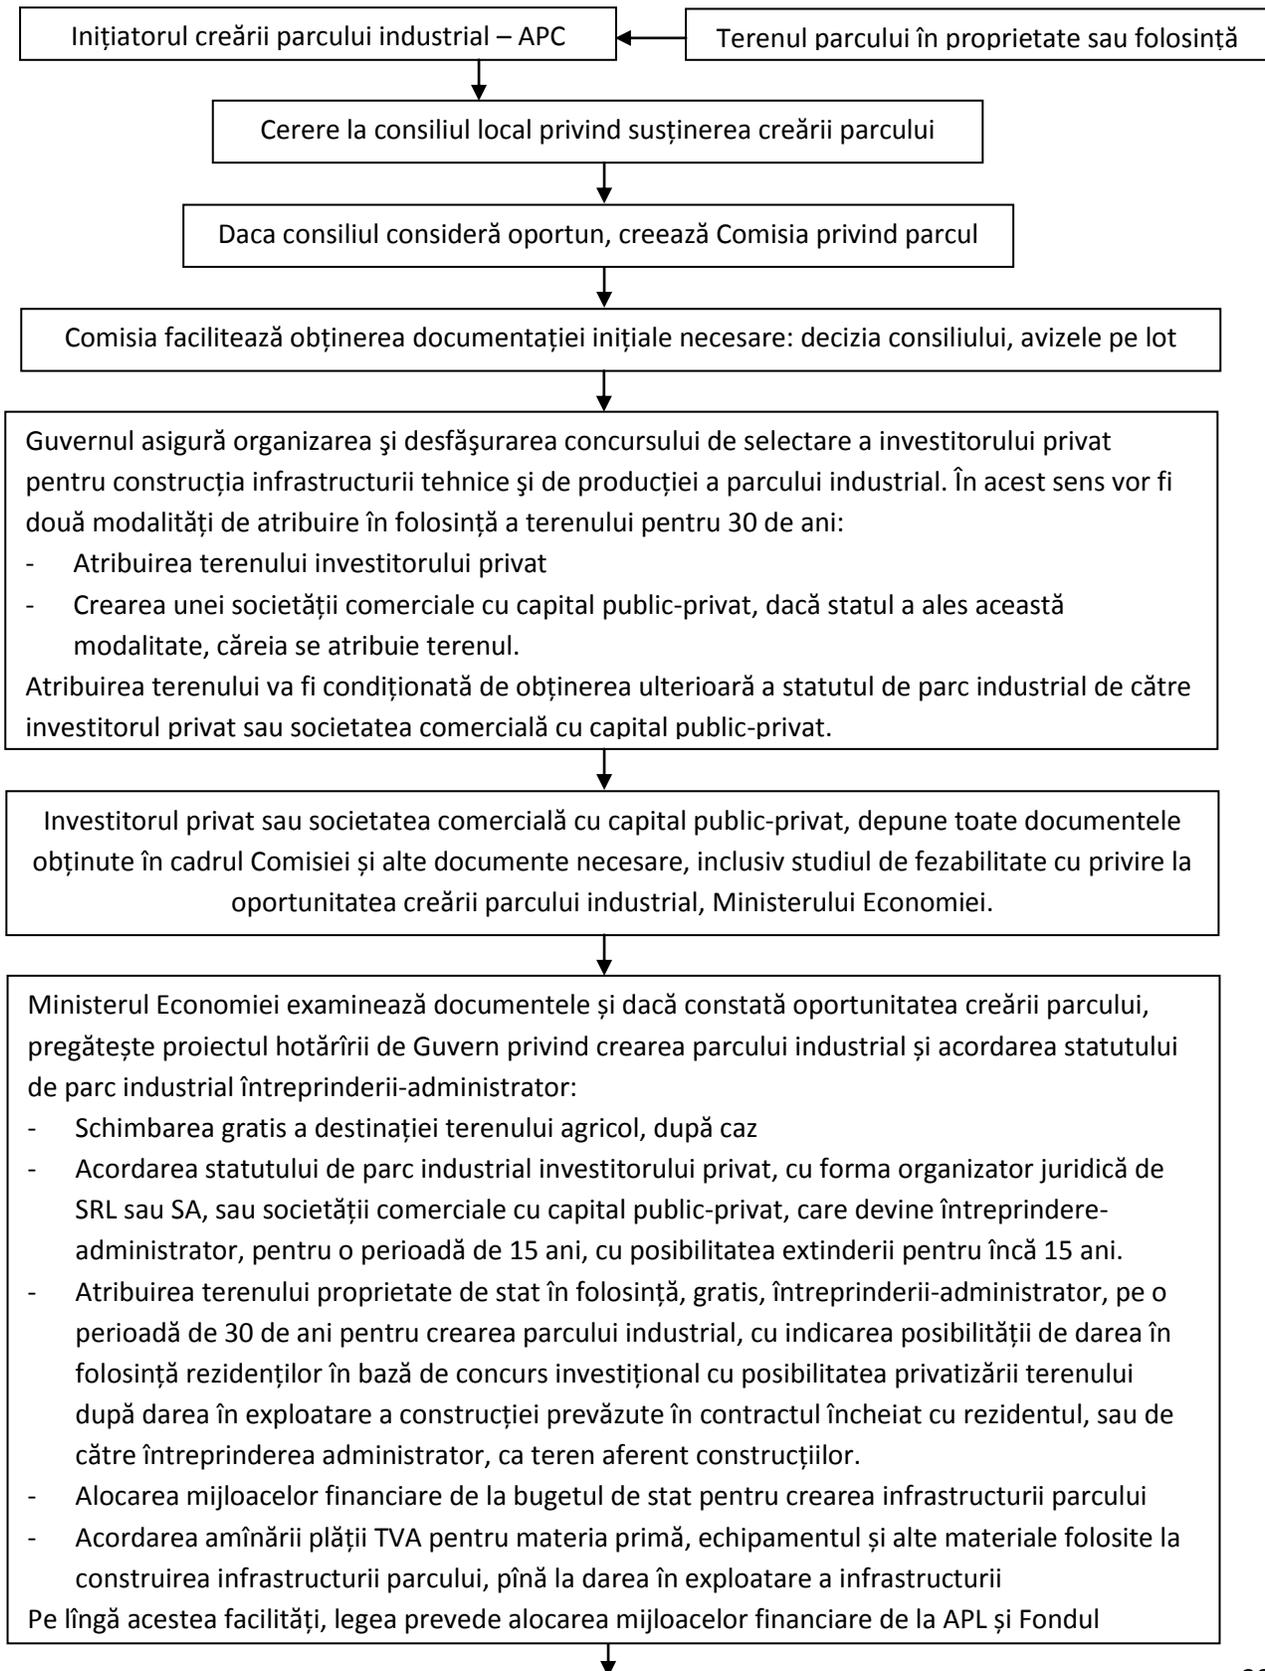 Inițiatorul creării parcului industrial – APC
Terenul parcului în proprietate sau folosință
Cerere la consiliul local privind susținerea creării parcului
Daca consiliul consideră oportun, creează Comisia privind parcul
Comisia facilitează obținerea documentației inițiale necesare: decizia consiliului, avizele pe lot
Guvernul asigură organizarea şi desfăşurarea concursului de selectare a investitorului privat
pentru construcția infrastructurii tehnice şi de producției a parcului industrial. În acest sens vor fi
două modalități de atribuire în folosință a terenului pentru 30 de ani:
- Atribuirea terenului investitorului privat
- Crearea unei societății comerciale cu capital public-privat, dacă statul a ales această
modalitate, căreia se atribuie terenul.
Atribuirea terenului va fi condiționată de obținerea ulterioară a statutul de parc industrial de către
investitorul privat sau societatea comercială cu capital public-privat.
Investitorul privat sau societatea comercială cu capital public-privat, depune toate documentele
obținute în cadrul Comisiei și alte documente necesare, inclusiv studiul de fezabilitate cu privire la
oportunitatea creării parcului industrial, Ministerului Economiei.
Ministerul Economiei examinează documentele și dacă constată oportunitatea creării parcului,
pregătește proiectul hotărîrii de Guvern privind crearea parcului industrial și acordarea statutului
de parc industrial întreprinderii-administrator:
- Schimbarea gratis a destinației terenului agricol, după caz
- Acordarea statutului de parc industrial investitorului privat, cu forma organizator juridică de
SRL sau SA, sau societății comerciale cu capital public-privat, care devine întreprindere-
administrator, pentru o perioadă de 15 ani, cu posibilitatea extinderii pentru încă 15 ani.
- Atribuirea terenului proprietate de stat în folosință, gratis, întreprinderii-administrator, pe o
perioadă de 30 de ani pentru crearea parcului industrial, cu indicarea posibilității de darea în
folosință rezidenților în bază de concurs investițional cu posibilitatea privatizării terenului
după darea în exploatare a construcției prevăzute în contractul încheiat cu rezidentul, sau de
către întreprinderea administrator, ca teren aferent construcțiilor.
- Alocarea mijloacelor financiare de la bugetul de stat pentru crearea infrastructurii parcului
- Acordarea amînării plății TVA pentru materia primă, echipamentul și alte materiale folosite la
construirea infrastructurii parcului, pînă la darea în exploatare a infrastructurii
Pe lîngă acestea facilități, legea prevede alocarea mijloacelor financiare de la APL și Fondul